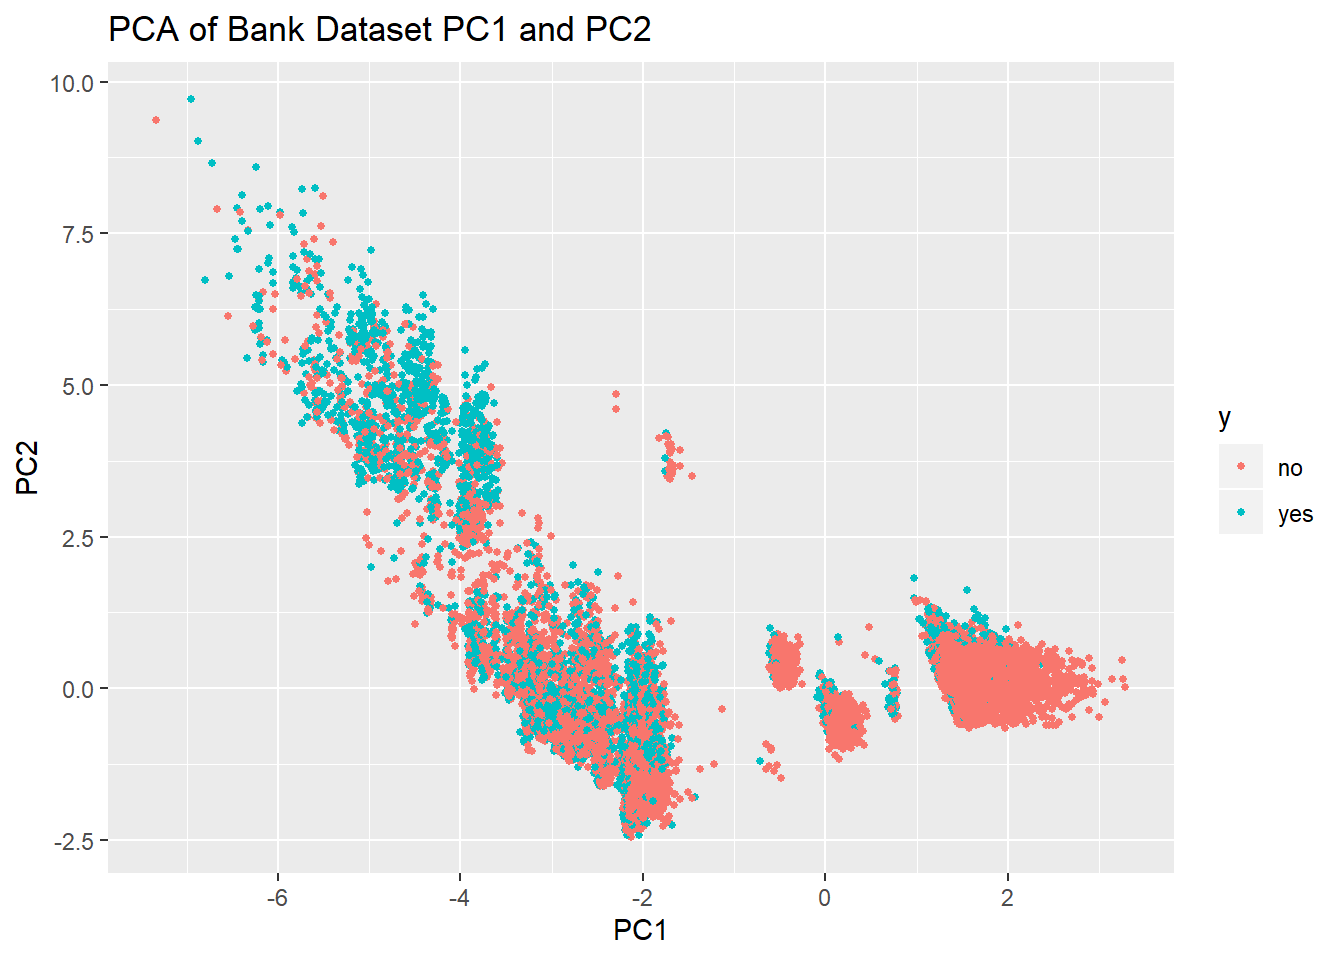 PCA of Bank Dataset PC1 and PC2
10.0
7.5
5.0
2.5
0.0
-2.5
PC2
-6
-4
-2
0
2
PC1
y
no
yes